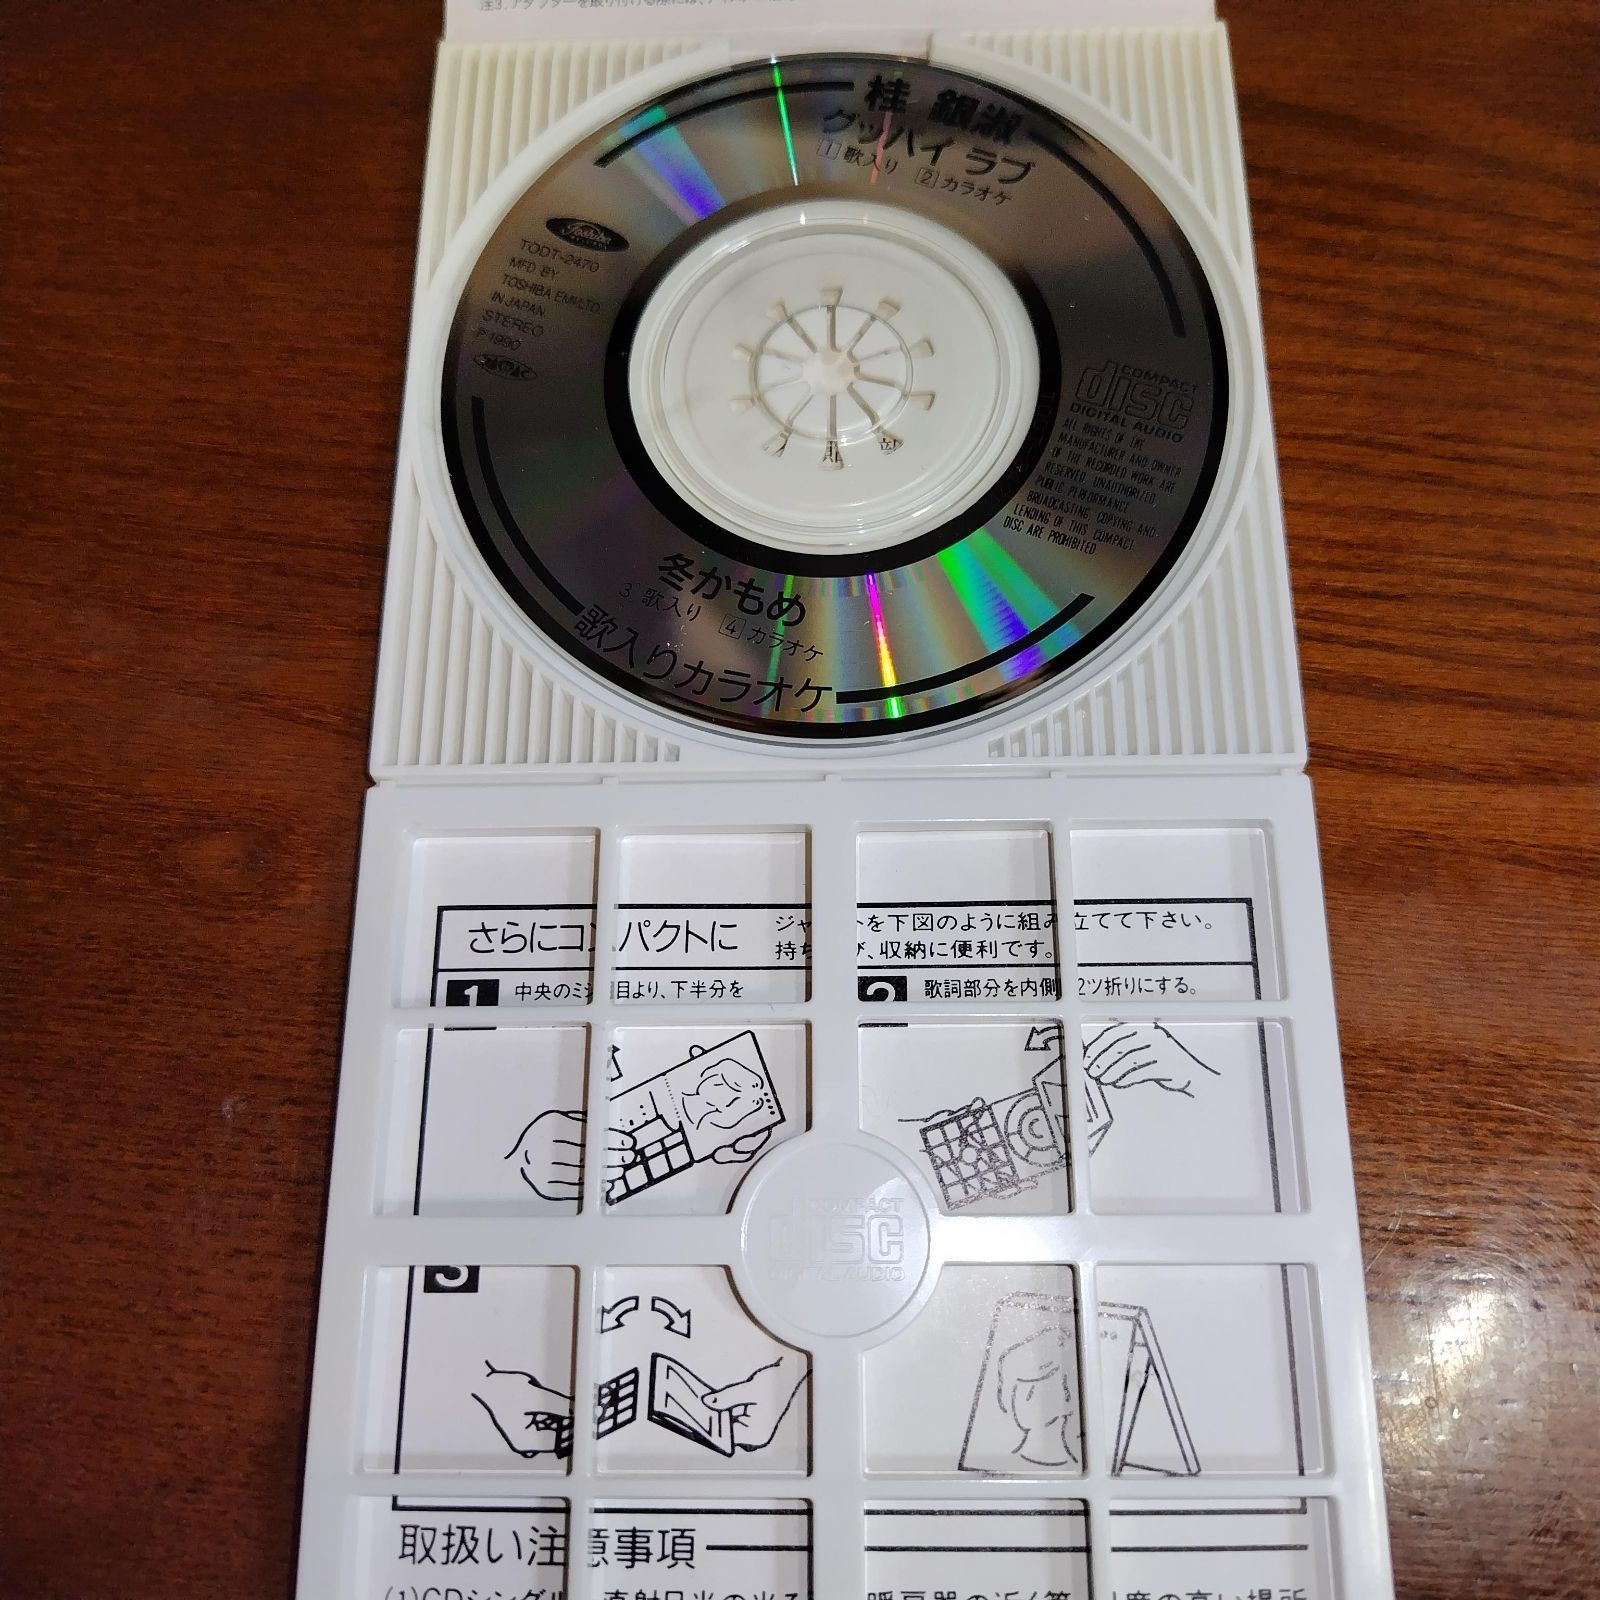 桂 銀淑
グッバイ ラブ
1 歌入り 2 カラオケ
Toshiba
TODT-2470
MFD BY
TOSHIBA EMI LTD.
IN JAPAN
STEREO
P 1990
COMPACT
disc
DIGITAL AUDIO
ALL RIGHTS OF THE
MANUFACTURER AND OWNER
OF THE RECORDED WORK ARE
RESERVED. UNAUTHORIZED
PUBLIC PERFORMANCE
BROADCASTING COPYING AND
LENDING OF THIS COMPACT
DISC ARE PROHIBITED
冬かもめ
3 歌入り 4 カラオケ
歌入りカラオケ
さらにコンパクトに
ジャ トを下図のように組み立てて下さい。
持ち び、収納に便利です。
1 中央のミシ 目より、下半分を
2 歌詞部分を内側 2ツ折りにする。
COMPACT
disc
DIGITAL AUDIO
3
取扱い注意事項